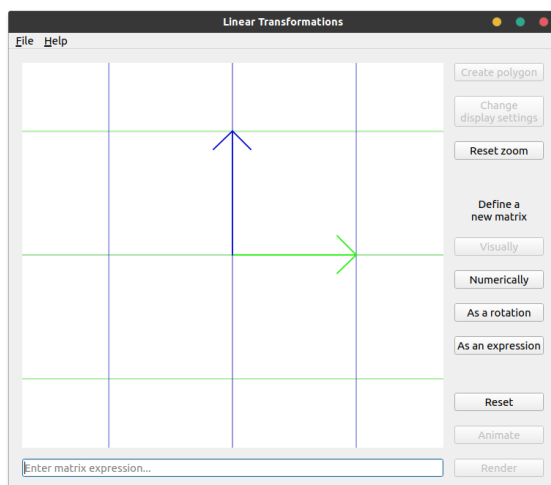 Linear Transformations
File Help
Create polygon
Change
display settings
Reset zoom
Define a
new matrix
Visually
Numerically
As a rotation
As an expression
Reset
Animate
Enter matrix expression...
Render